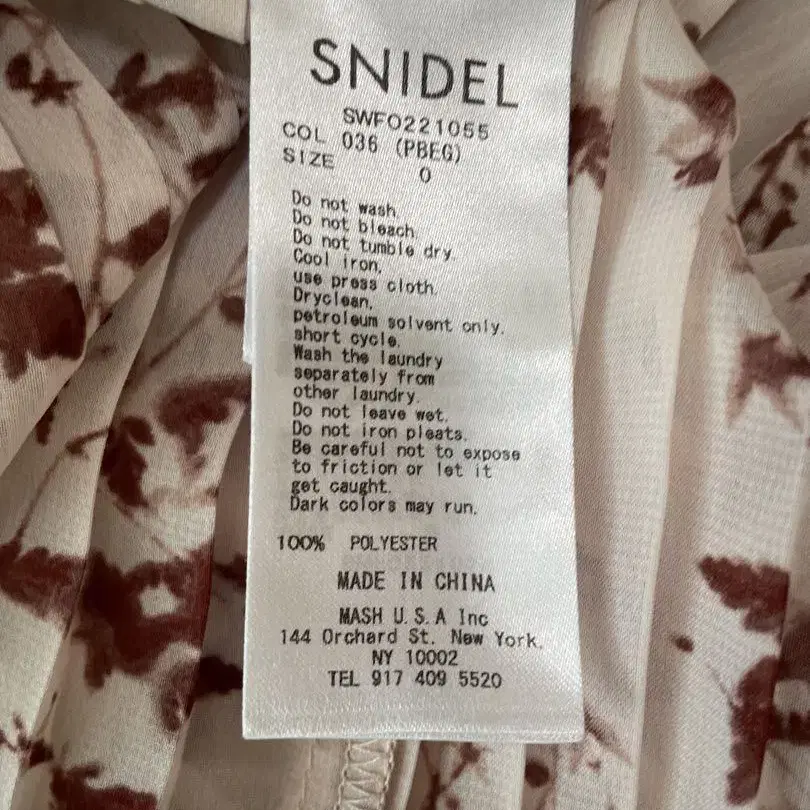 SNIDEL
SWFO221055
COL 036 (PBEG)
SIZE 0
Do not wash.
Do not bleach.
Do not tumble dry.
Cool iron,
use press cloth.
Dryclean,
petroleum solvent only.
short cycle.
Wash the laundry
separately from
other laundry.
Do not leave wet.
Do not iron pleats.
Be careful not to expose
to friction or let it
get caught.
Dark colors may run.
100% POLYESTER
MADE IN CHINA
MASH U.S.A Inc
144 Orchard St. New York,
NY 10002
TEL 917 409 5520